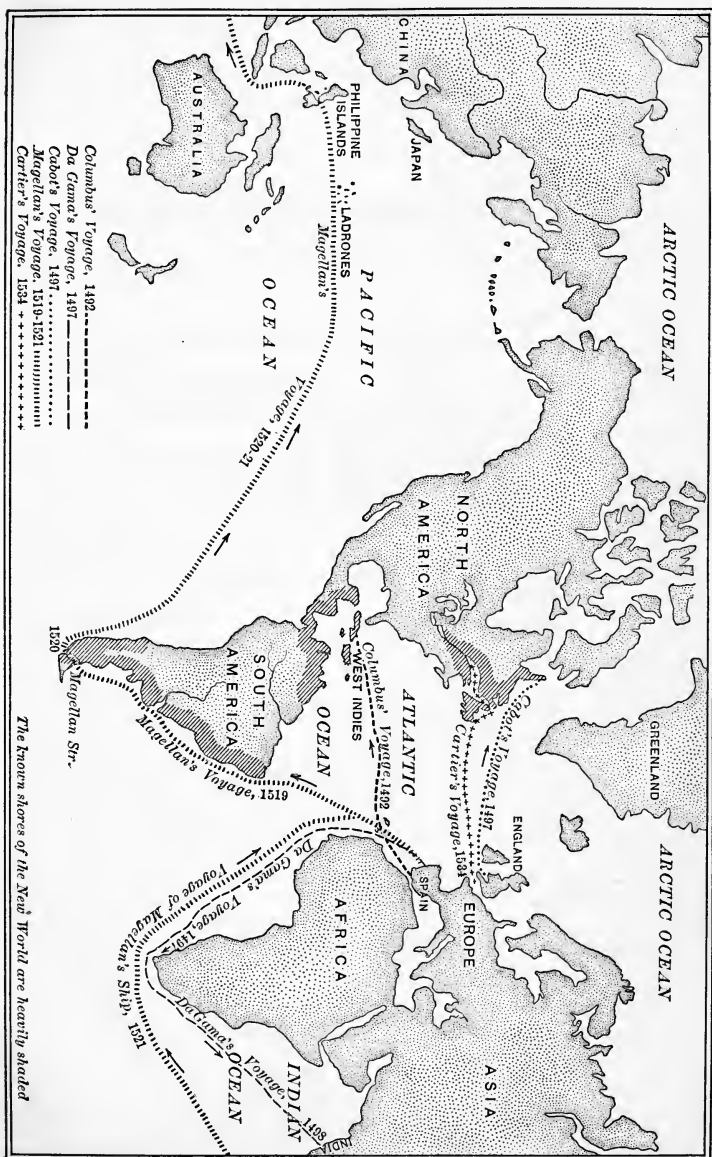 ARCTIC OCEAN
ARCTIC OCEAN
GREENLAND
CHINA
JAPAN
NORTH
AMERICA
ENGLAND
EUROPE
ASIA
SPAIN
Cabot's Voyage, 1497
Cartier's Voyage, 1534
ATLANTIC
OCEAN
Columbus' Voyage, 1492
WEST INDIES
PHILIPPINE
ISLANDS
LADRONES
PACIFIC
OCEAN
Magellan's
Voyage, 1520-21
AUSTRALIA
SOUTH
AMERICA
AFRICA
INDIA
INDIAN
OCEAN
Magellan's Voyage, 1519
1520
Magellan Str.
Da Gama's Voyage, 1497
DaGama's
Voyage, 1498
Voyage of Magellan's Ship, 1521
Columbus' Voyage, 1492
Da Gama's Voyage, 1497
Cabot's Voyage, 1497
Magellan's Voyage, 1519-1521
Cartier's Voyage, 1534 +++++++++++
The known shores of the New World are heavily shaded